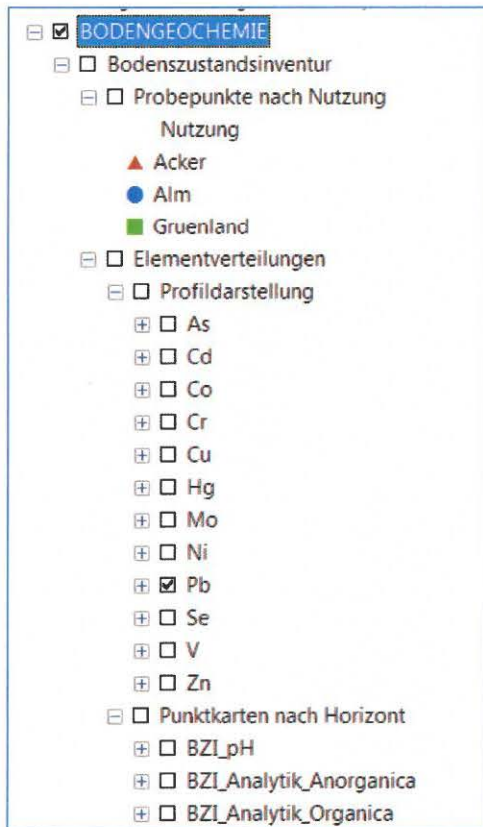 BODENGEOCHEMIE
Bodenszustandsinventur
Probepunkte nach Nutzung
Nutzung
Acker
Alm
Gruenland
Elementverteilungen
Profildarstellung
As
Cd
Co
Cr
Cu
Hg
Mo
Ni
Pb
Se
V
Zn
Punktkarten nach Horizont
BZI_pH
BZI_Analytik_Anorganica
BZI_Analytik_Organica